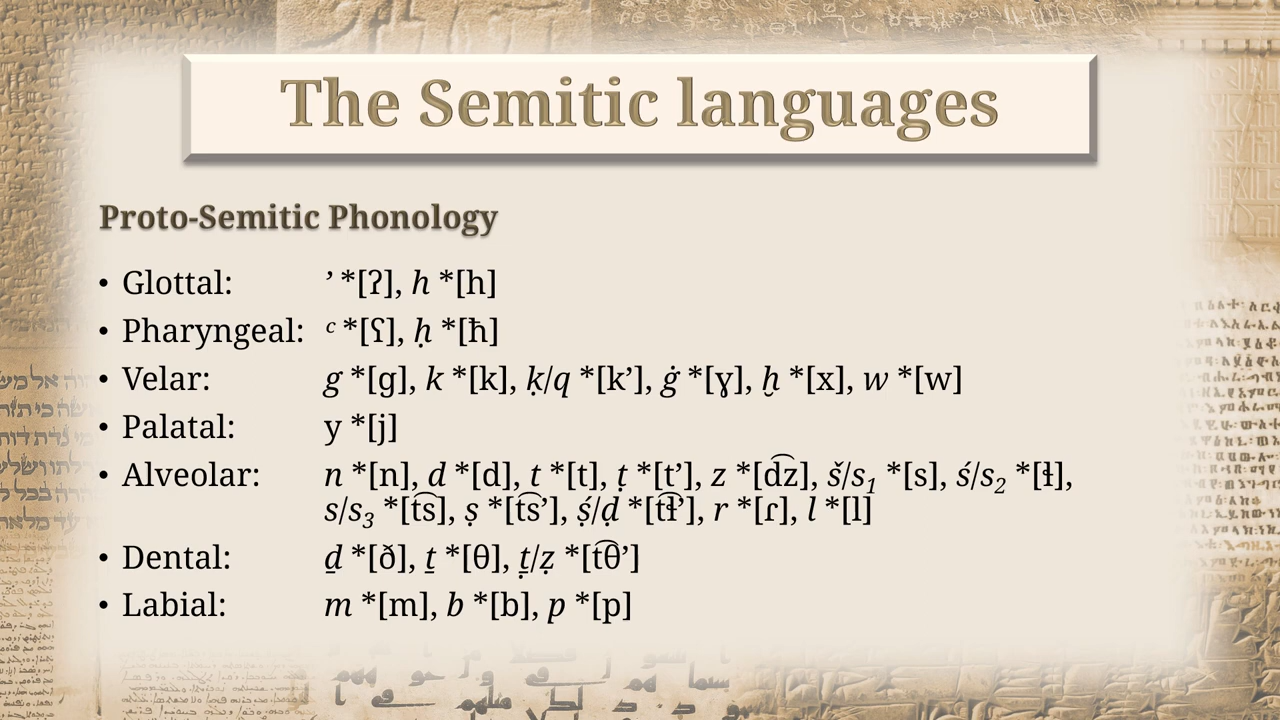 The Semitic languages
Proto-Semitic Phonology
• Glottal: ʼ *[ʔ], h *[h]
• Pharyngeal: ᶜ *[ʕ], ḥ *[ħ]
• Velar: g *[ɡ], k *[k], ḳ/q *[k’], ġ *[ɣ], ḫ *[x], w *[w]
• Palatal: y *[j]
• Alveolar: n *[n], d *[d], t *[t], ṭ *[t’], z *[d͡z], š/s₁ *[s], ś/s₂ *[ɬ],
s/s₃ *[t͡s], ṣ *[t͡s’], ṣ́/ḍ *[t͡ɬ’], r *[ɾ], l *[l]
• Dental: ḏ *[ð], ṯ *[θ], ṯ̣/ẓ *[t͡θ’]
• Labial: m *[m], b *[b], p *[p]